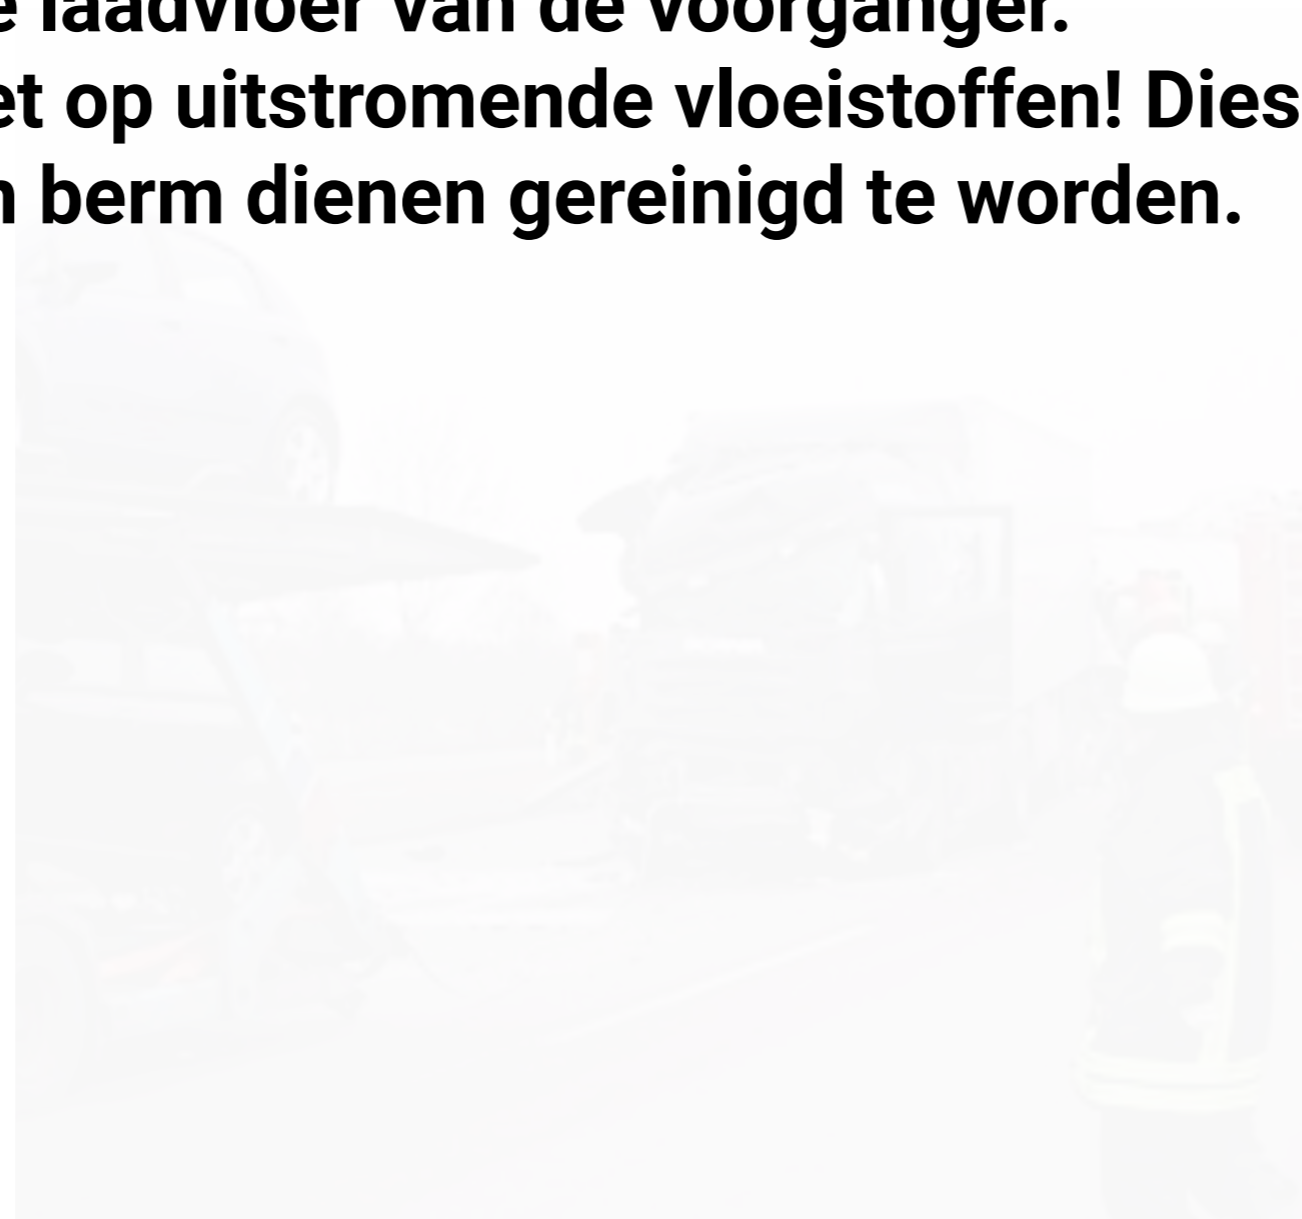 laadvloer van de voorganger.
et op uitstromende vloeistoffen! Dies
berm dienen gereinigd te worden.